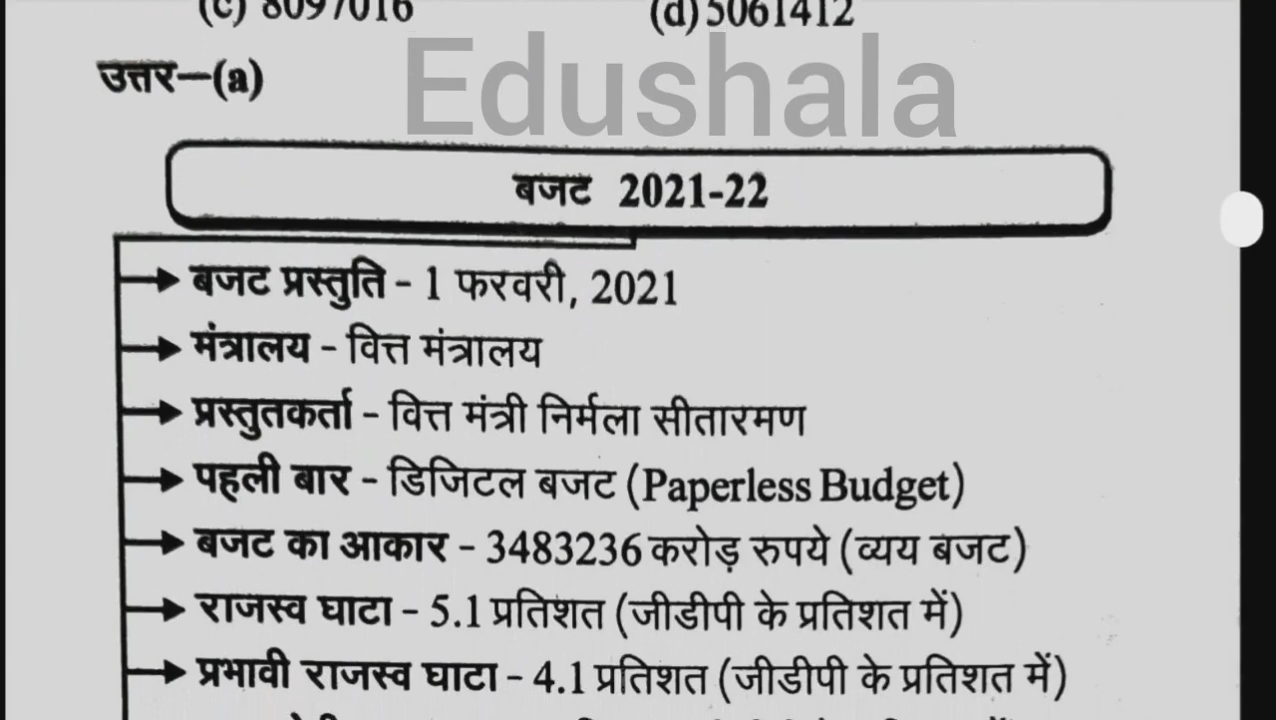 (c) 8097016 (d) 5061412
उत्तर—(a)
Edushala
बजट 2021-22
बजट प्रस्तुति - 1 फरवरी, 2021
मंत्रालय - वित्त मंत्रालय
प्रस्तुतकर्ता - वित्त मंत्री निर्मला सीतारमण
पहली बार - डिजिटल बजट (Paperless Budget)
बजट का आकार - 3483236 करोड़ रुपये (व्यय बजट)
राजस्व घाटा - 5.1 प्रतिशत (जीडीपी के प्रतिशत में)
प्रभावी राजस्व घाटा - 4.1 प्रतिशत (जीडीपी के प्रतिशत में)